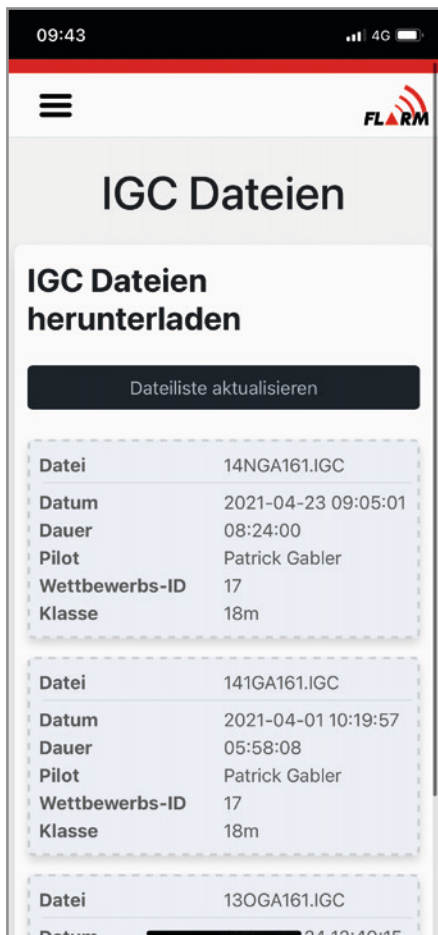 09:43
4G
FLARM
IGC Dateien
IGC Dateien
herunterladen
Dateiliste aktualisieren
Datei 14NGA161.IGC
Datum 2021-04-23 09:05:01
Dauer 08:24:00
Pilot Patrick Gabler
Wettbewerbs-ID 17
Klasse 18m
Datei 141GA161.IGC
Datum 2021-04-01 10:19:57
Dauer 05:58:08
Pilot Patrick Gabler
Wettbewerbs-ID 17
Klasse 18m
Datei 13OGA161.IGC
Datum